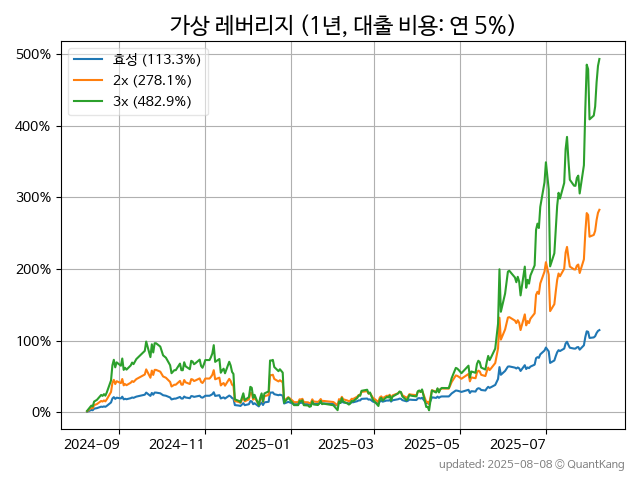 가상 레버리지 (1년, 대출 비용: 연 5%)
효성 (113.3%)
2x (278.1%)
3x (482.9%)
500%
400%
300%
200%
100%
0%
2024-09 2024-11 2025-01 2025-03 2025-05 2025-07
updated: 2025-08-08 © QuantKang